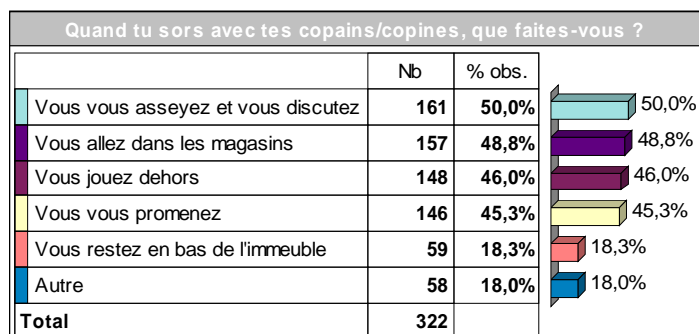 Quand tu sors avec tes copains/copines, que faites-vous ?
Nb % obs.
Vous vous asseyez et vous discutez 161 50,0% 50,0%
Vous allez dans les magasins 157 48,8% 48,8%
Vous jouez dehors 148 46,0% 46,0%
Vous vous promenez 146 45,3% 45,3%
Vous restez en bas de l'immeuble 59 18,3% 18,3%
Autre 58 18,0% 18,0%
Total 322